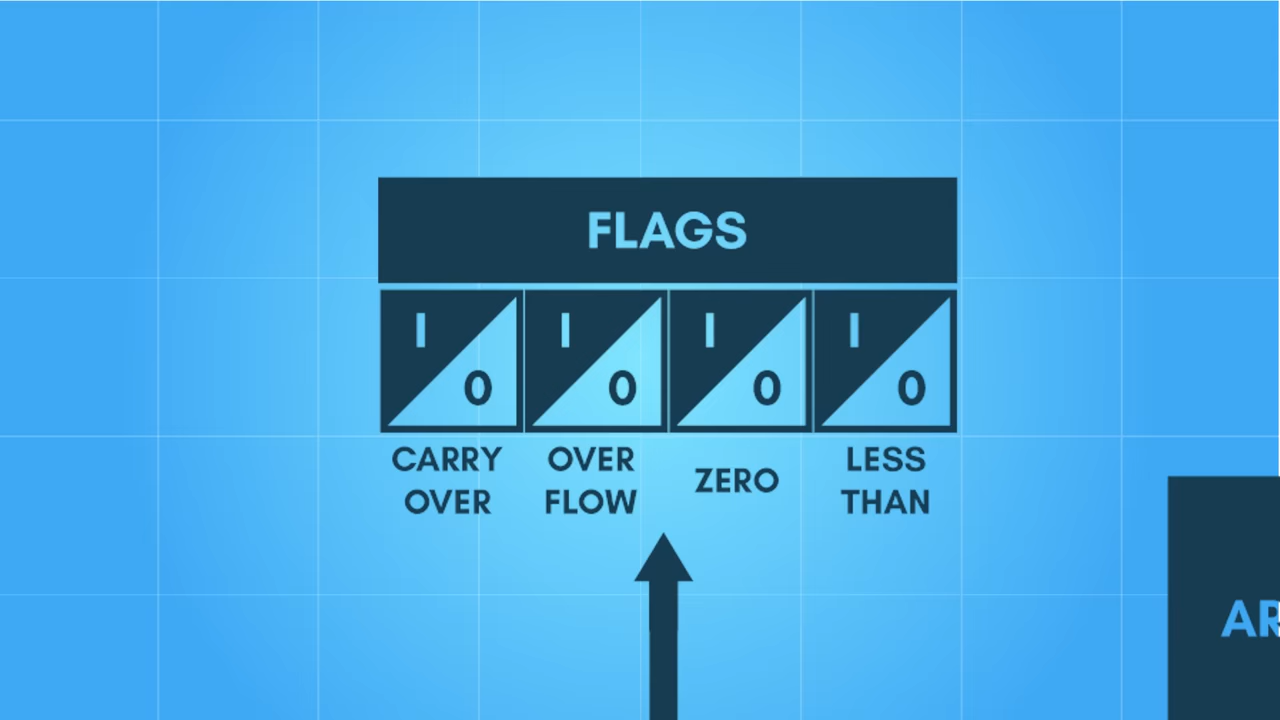 FLAGS
1 0 1 0 1 0 1 0
CARRY OVER
OVER FLOW
ZERO
LESS THAN